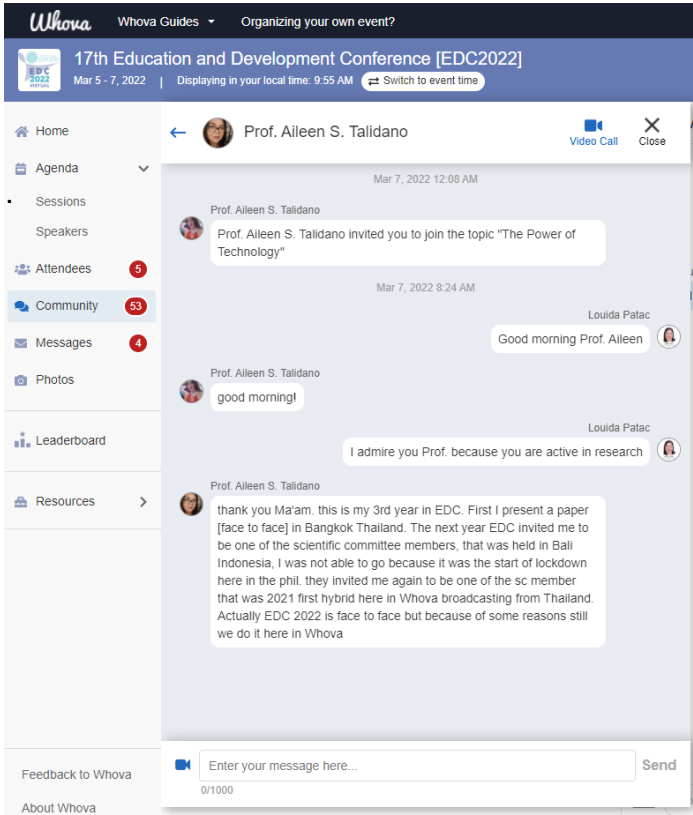 Whova
Whova Guides
Organizing your own event?
EDC
2022
VIRTUAL
17th Education and Development Conference [EDC2022]
Mar 5 - 7, 2022 | Displaying in your local time: 9:55 AM
Switch to event time
Home
Agenda
Sessions
Speakers
Attendees 5
Community 53
Messages 4
Photos
Leaderboard
Resources
Feedback to Whova
About Whova
Prof. Aileen S. Talidano
Video Call
Close
Mar 7, 2022 12:08 AM
Prof. Aileen S. Talidano
Prof. Aileen S. Talidano invited you to join the topic "The Power of
Technology"
Mar 7, 2022 8:24 AM
Louida Patac
Good morning Prof. Aileen
Prof. Aileen S. Talidano
good morning!
Louida Patac
I admire you Prof. because you are active in research
Prof. Aileen S. Talidano
thank you Ma'am. this is my 3rd year in EDC. First I present a paper
[face to face] in Bangkok Thailand. The next year EDC invited me to
be one of the scientific committee members, that was held in Bali
Indonesia, I was not able to go because it was the start of lockdown
here in the phil. they invited me again to be one of the sc member
that was 2021 first hybrid here in Whova broadcasting from Thailand.
Actually EDC 2022 is face to face but because of some reasons still
we do it here in Whova
Enter your message here...
Send
0/1000